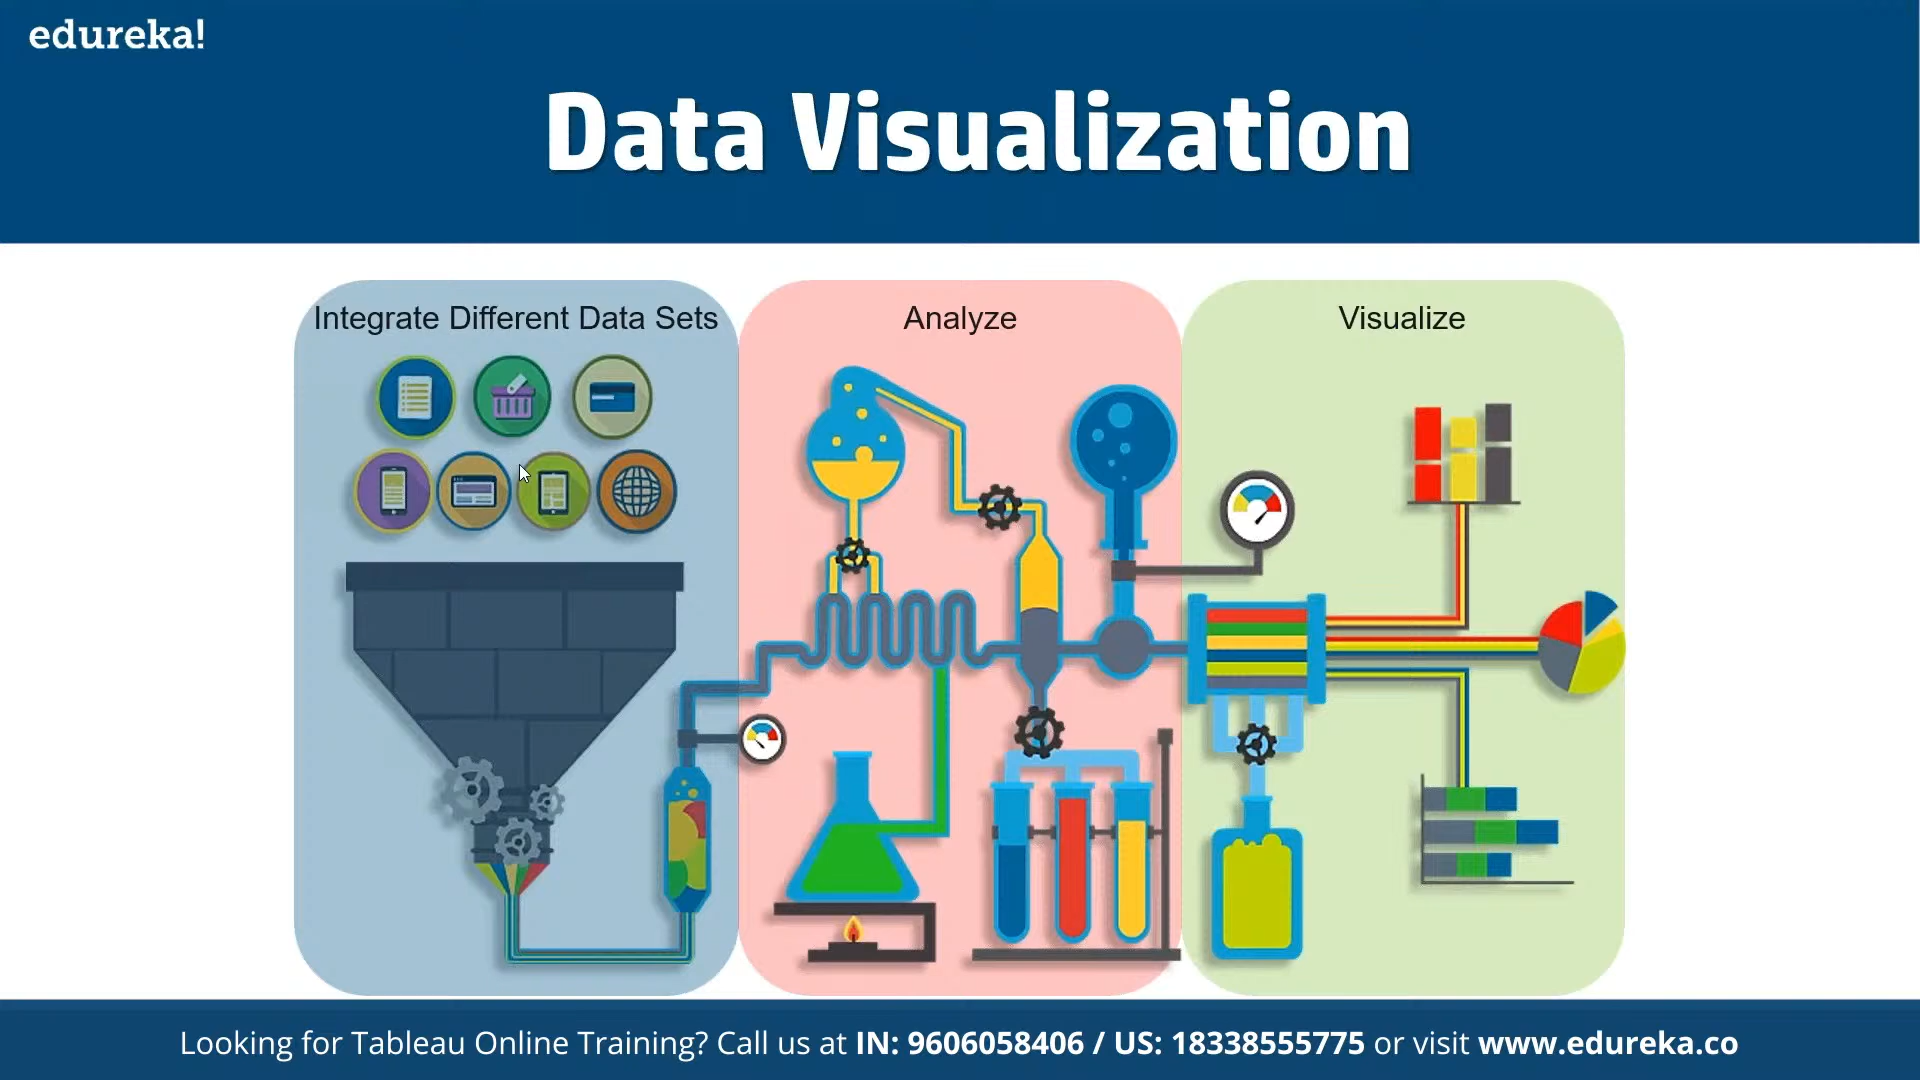 edureka!
Data Visualization
Integrate Different Data Sets
Analyze
Visualize
Looking for Tableau Online Training? Call us at IN: 9606058406 / US: 18338555775 or visit www.edureka.co